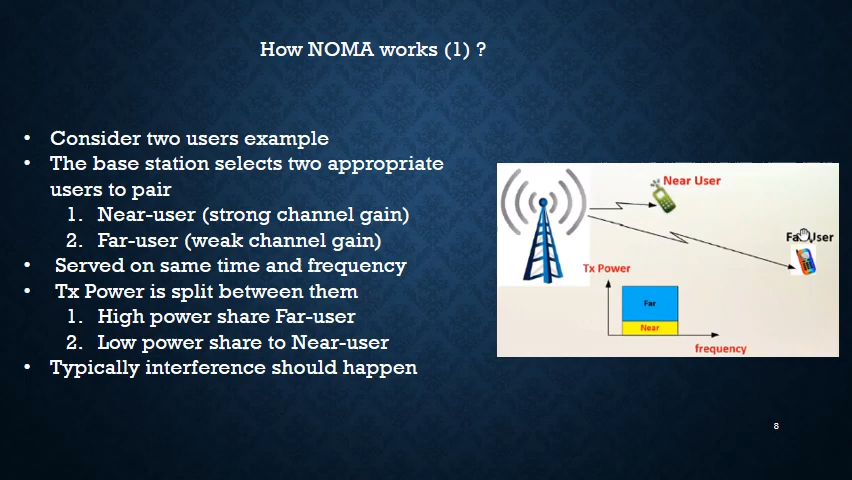 How NOMA works (1) ?
• Consider two users example
• The base station selects two appropriate
users to pair
1. Near-user (strong channel gain)
2. Far-user (weak channel gain)
• Served on same time and frequency
• Tx Power is split between them
1. High power share Far-user
2. Low power share to Near-user
• Typically interference should happen
Near User
User
Tx Power
Far
Near
frequency
8